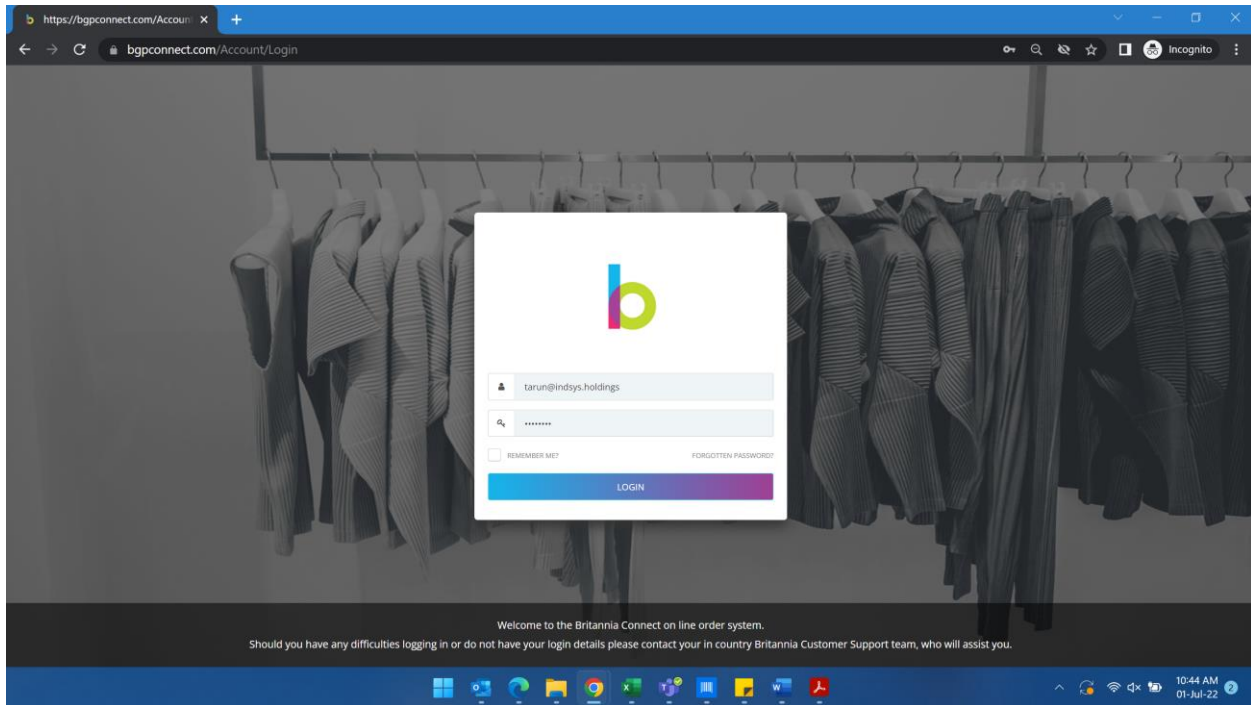 https://bgpconnect.com/Accoun
bgpconnect.com/Account/Login
Incognito
b
tarun@indsys.holdings
••••••••
REMEMBER ME?
FORGOTTEN PASSWORD?
LOGIN
Welcome to the Britannia Connect on line order system.
Should you have any difficulties logging in or do not have your login details please contact your in country Britannia Customer Support team, who will assist you.
10:44 AM
01-Jul-22
2